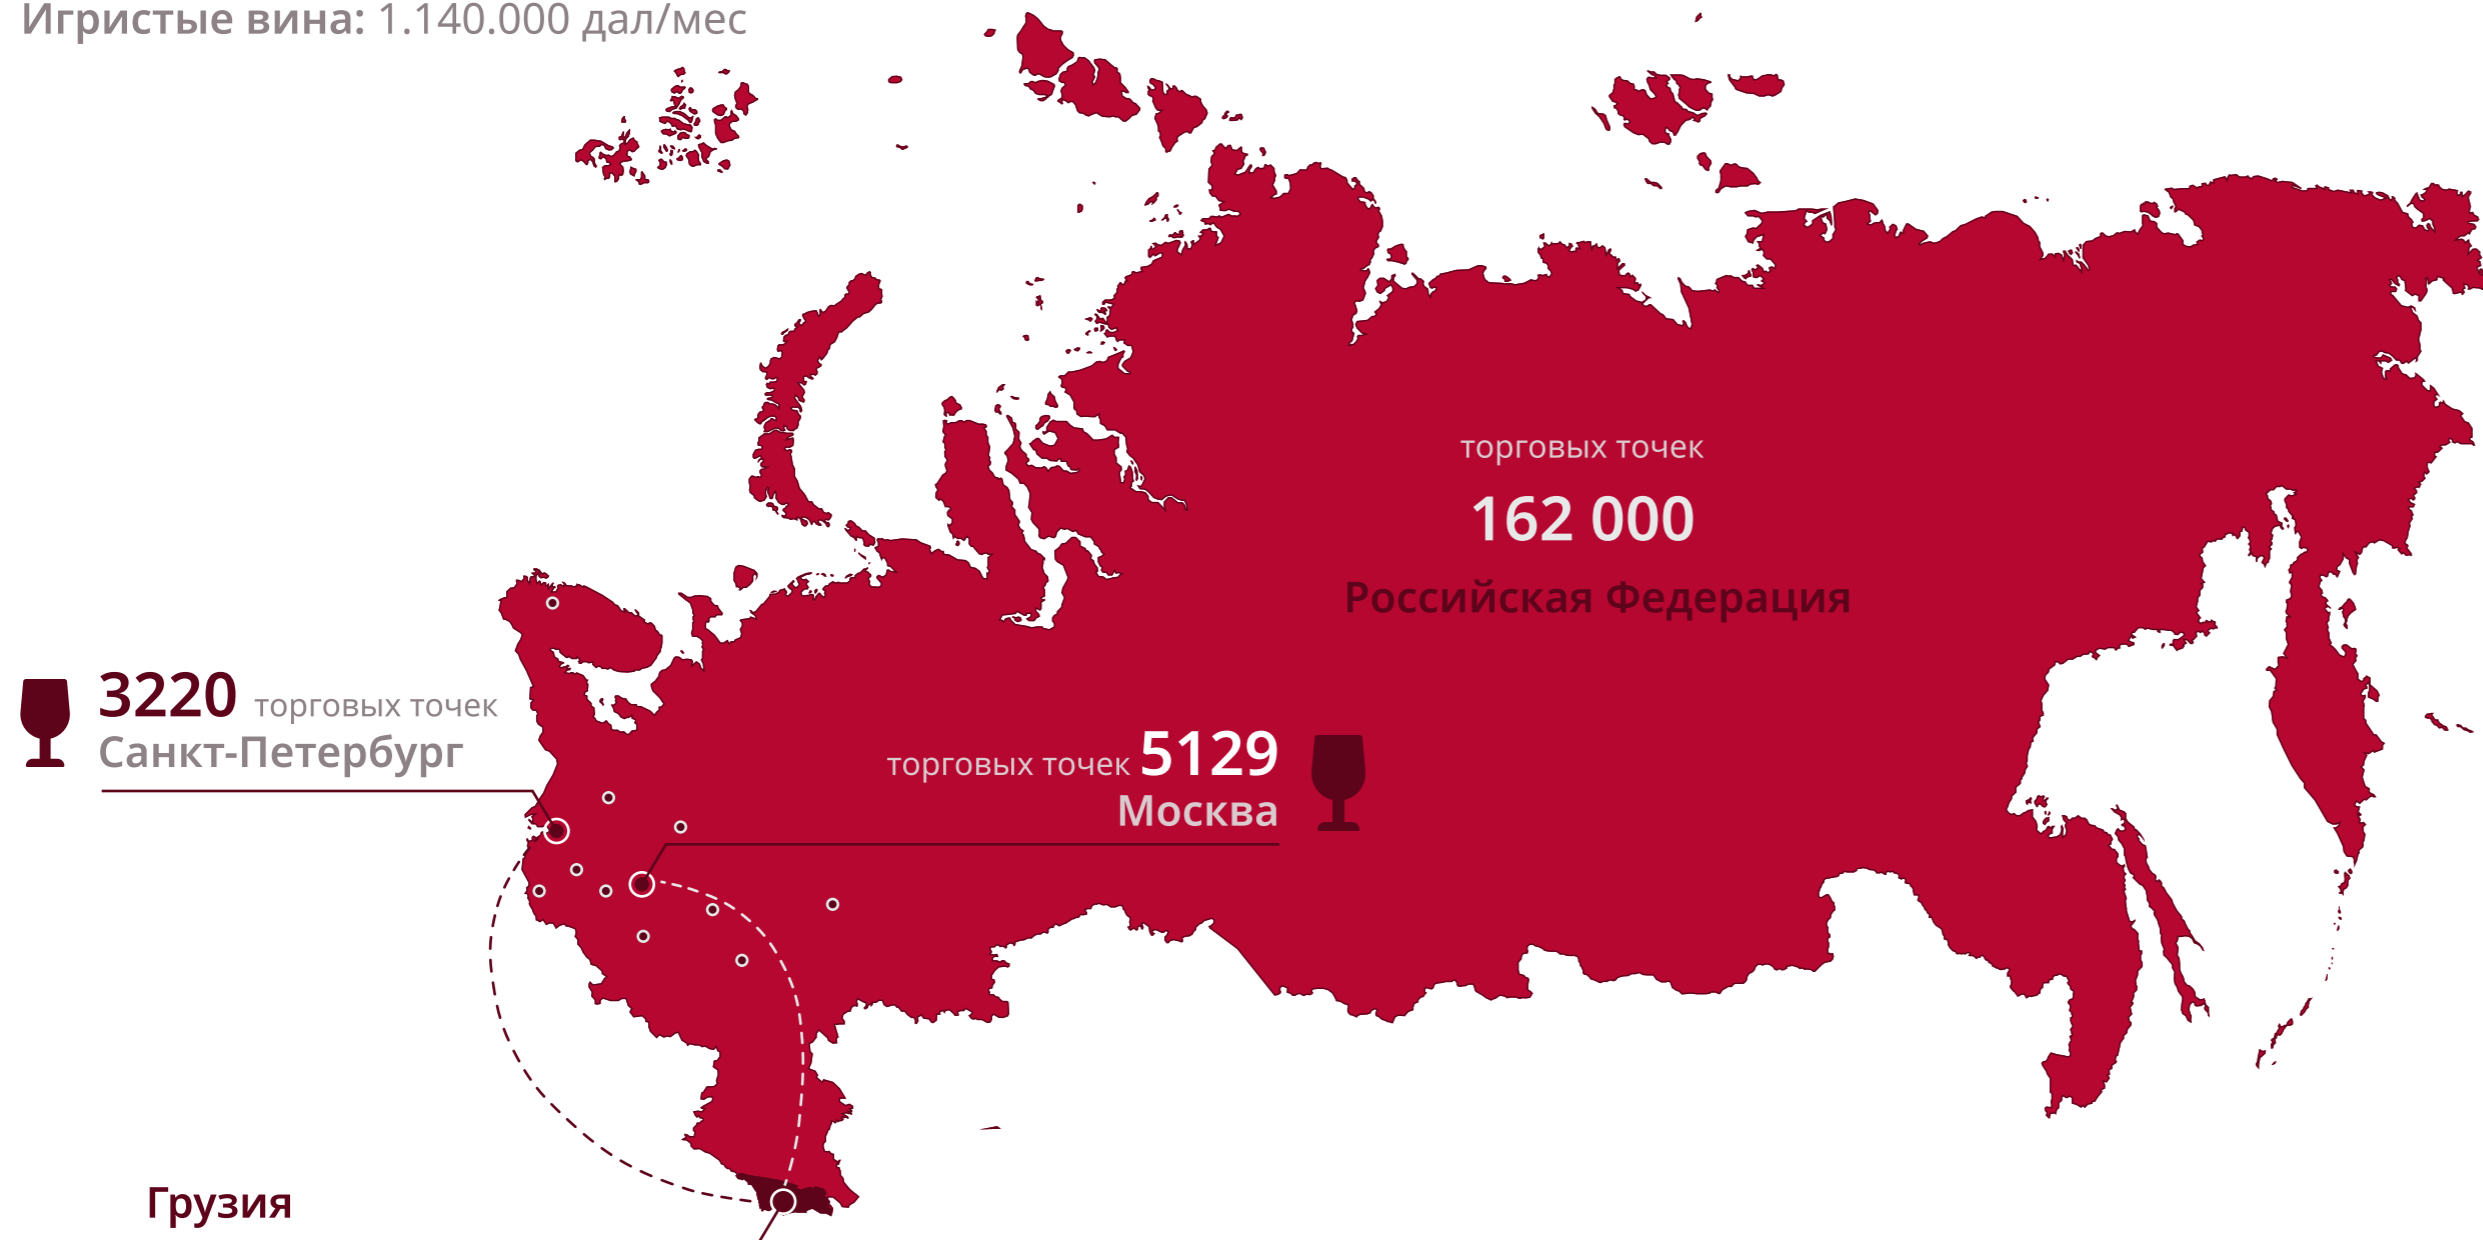 Игристые вина: 1.140.000 дал/мес
торговых точек
162 000
Российская Федерация
3220 торговых точек
Санкт-Петербург
торговых точек 5129
Москва
Грузия